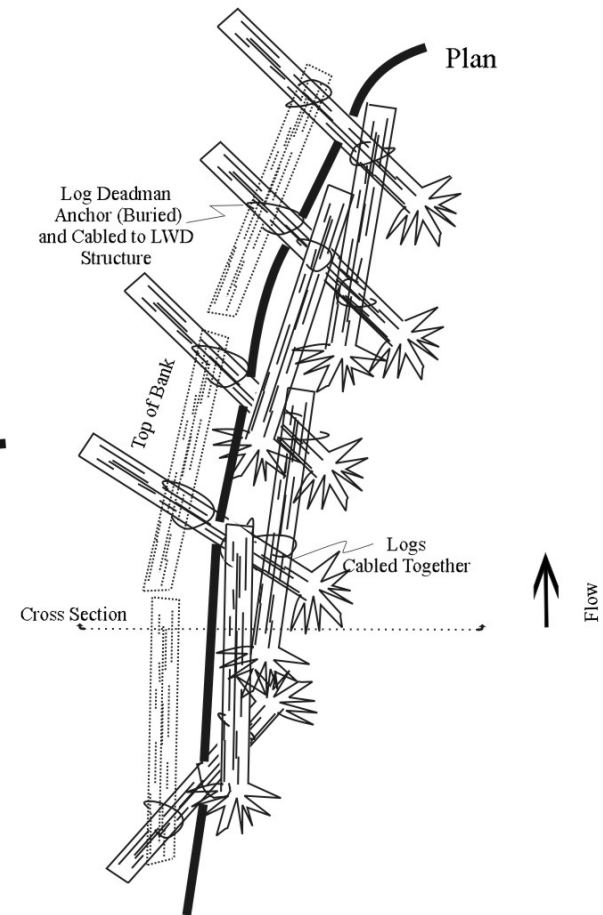 Plan
Log Deadman
Anchor (Buried)
and Cabled to LWD
Structure
Top of Bank
Logs
Cabled Together
Cross Section
Flow